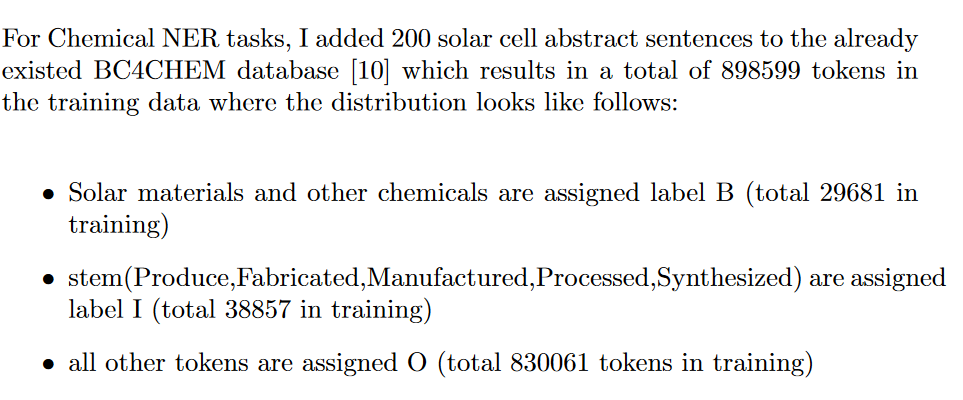 For Chemical NER tasks, I added 200 solar cell abstract sentences to the already
existed BC4CHEM database [10] which results in a total of 898599 tokens in
the training data where the distribution looks like follows:
• Solar materials and other chemicals are assigned label B (total 29681 in
training)
• stem(Produce,Fabricated,Manufactured,Processed,Synthesized) are assigned
label I (total 38857 in training)
• all other tokens are assigned O (total 830061 tokens in training)